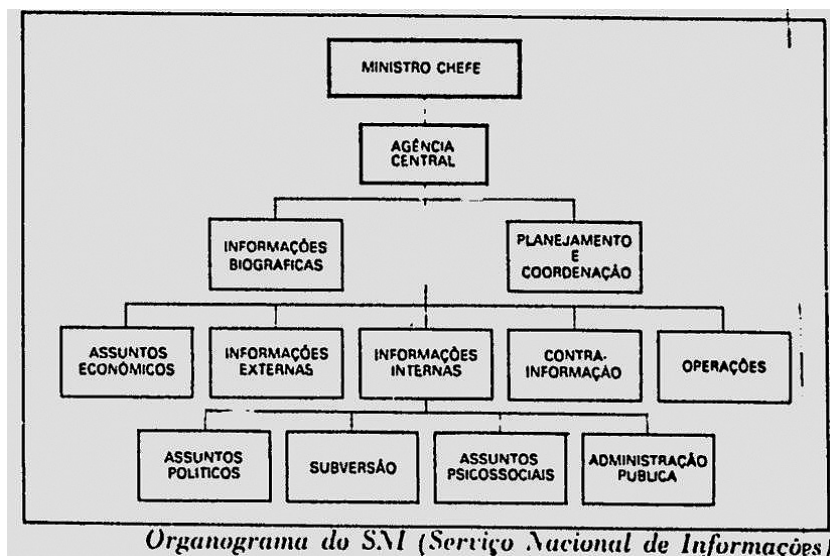 MINISTRO CHEFE
AGÊNCIA
CENTRAL
INFORMAÇÕES
BIOGRAFICAS
PLANEJAMENTO
E
COORDENAÇÃO
ASSUNTOS
ECONÔMICOS
INFORMAÇÕES
EXTERNAS
INFORMAÇÕES
INTERNAS
CONTRA-
INFORMAÇÃO
OPERAÇÕES
ASSUNTOS
POLITICOS
SUBVERSÃO
ASSUNTOS
PSICOSSOCIAIS
ADMINISTRAÇÃO
PUBLICA
Organograma do SNI (Serviço Nacional de Informações)